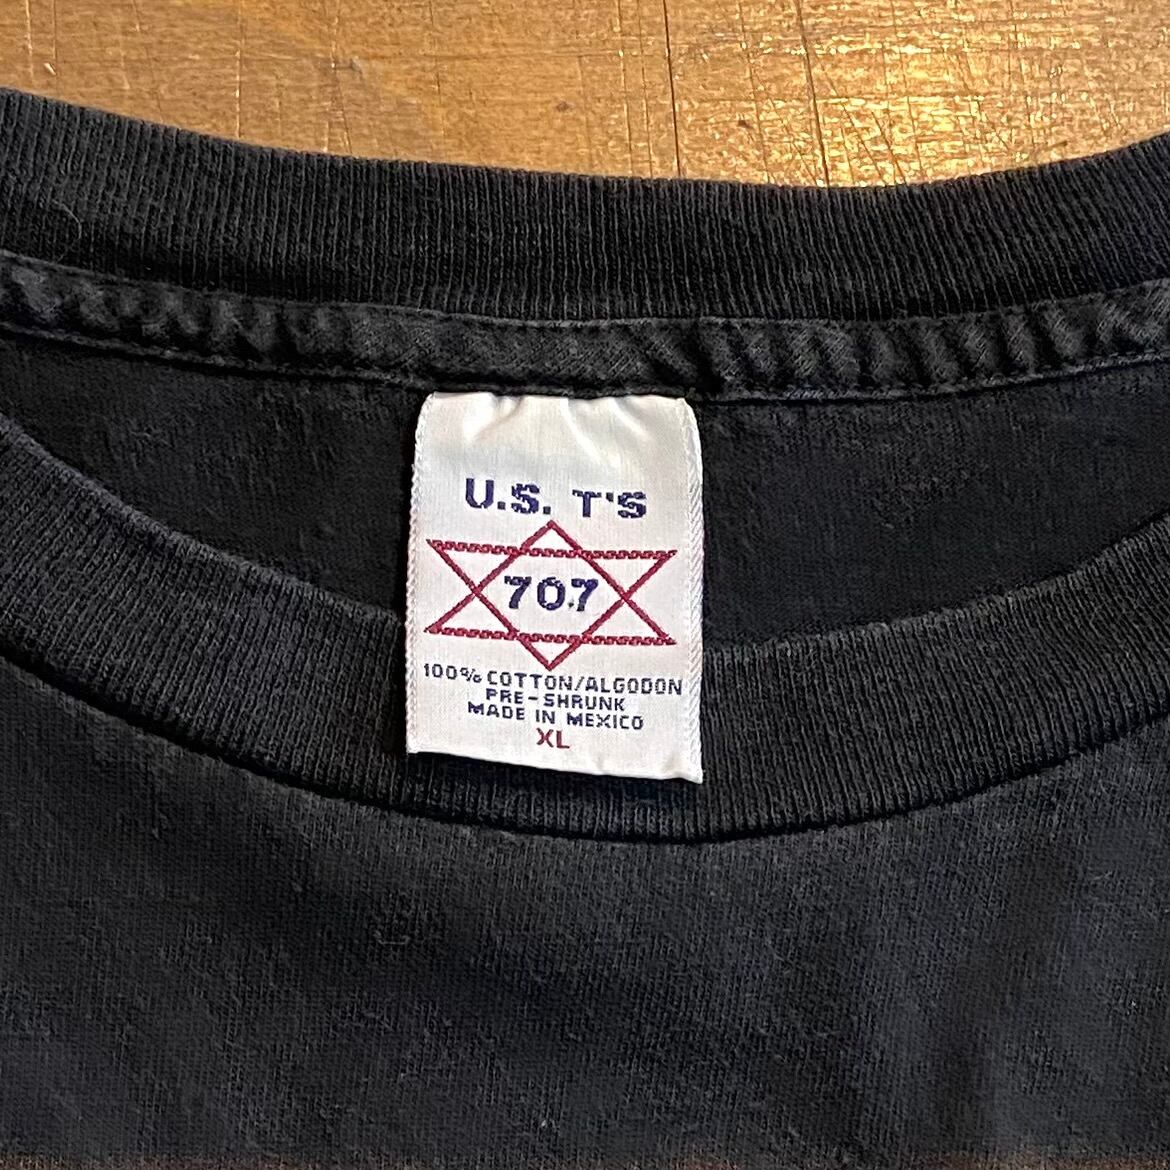 U.S. T'S
707
100% COTTON/ALGODON
PRE-SHRUNK
MADE IN MEXICO
XL